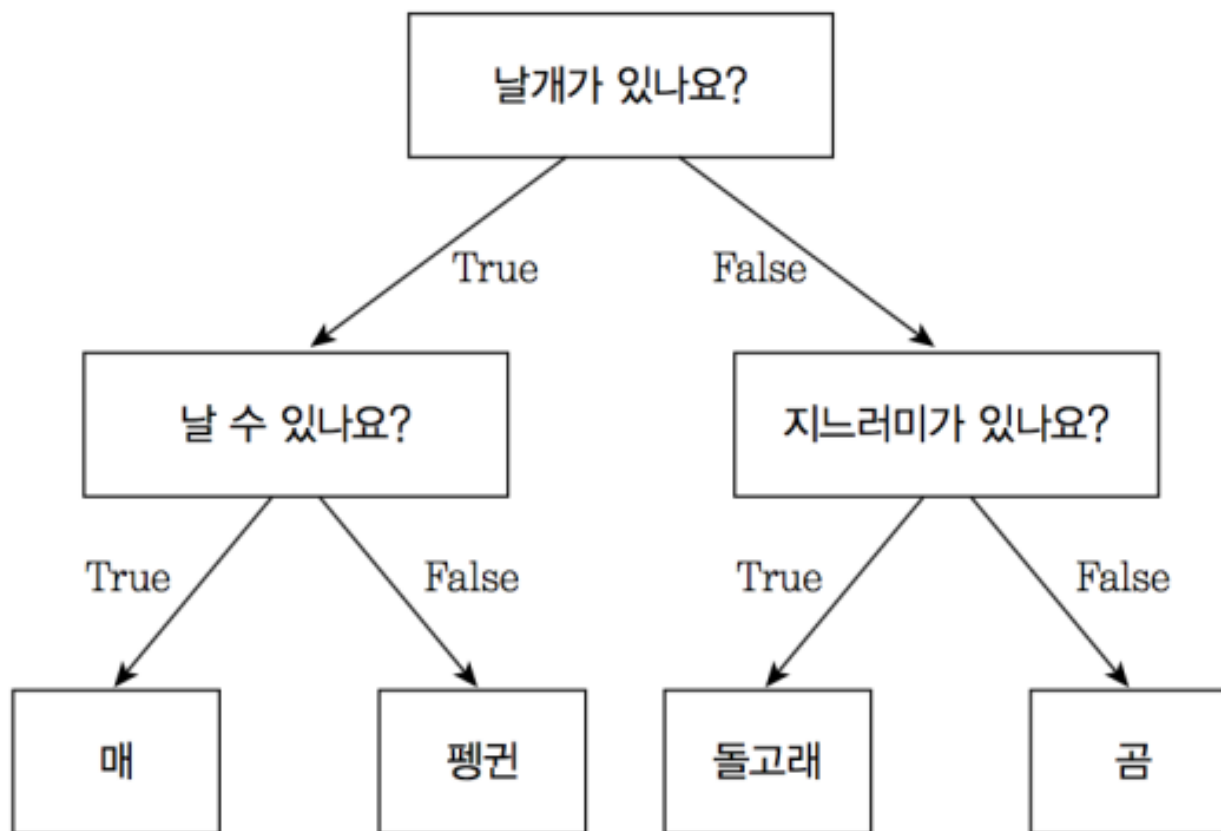 날개가 있나요?
True
False
날 수 있나요?
지느러미가 있나요?
True
False
True
False
매
펭귄
돌고래
곰